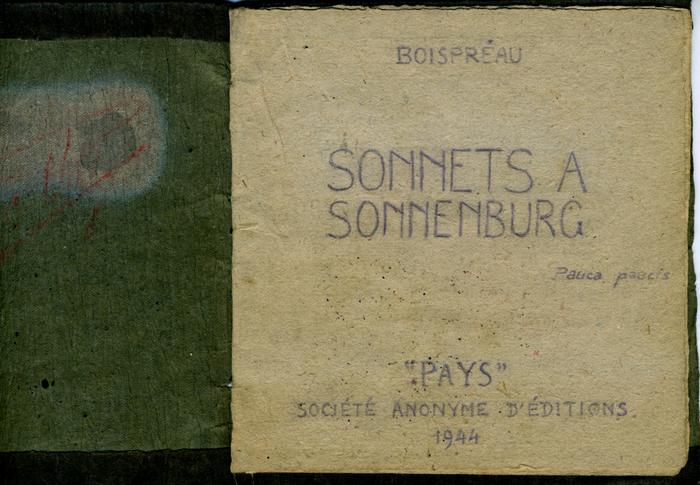 BOISPRÉAU
SONNETS A
SONNENBURG
Pauca paucis
"PAYS"
SOCIÉTÉ ANONYME D'ÉDITIONS.
1944